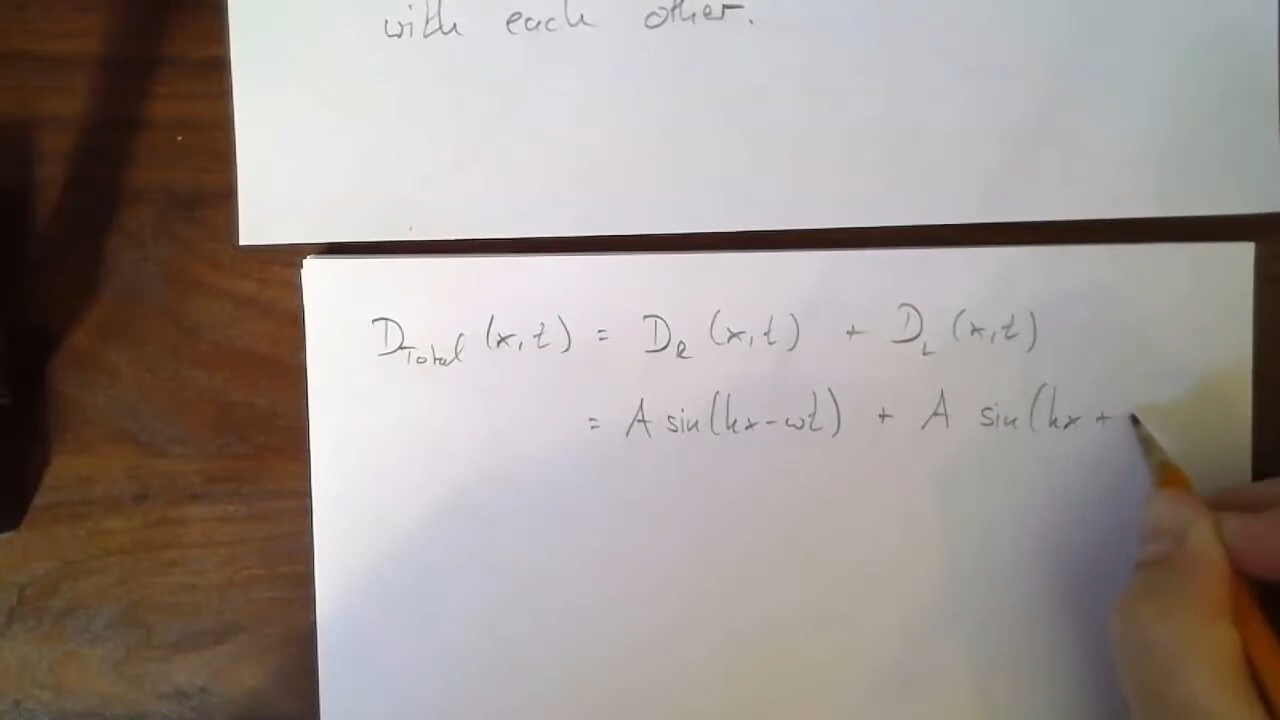 with each other.
D_Total (x,t) = D_R (x,t) + D_L (x,t)
= A sin(kx-ωt) + A sin(kx +